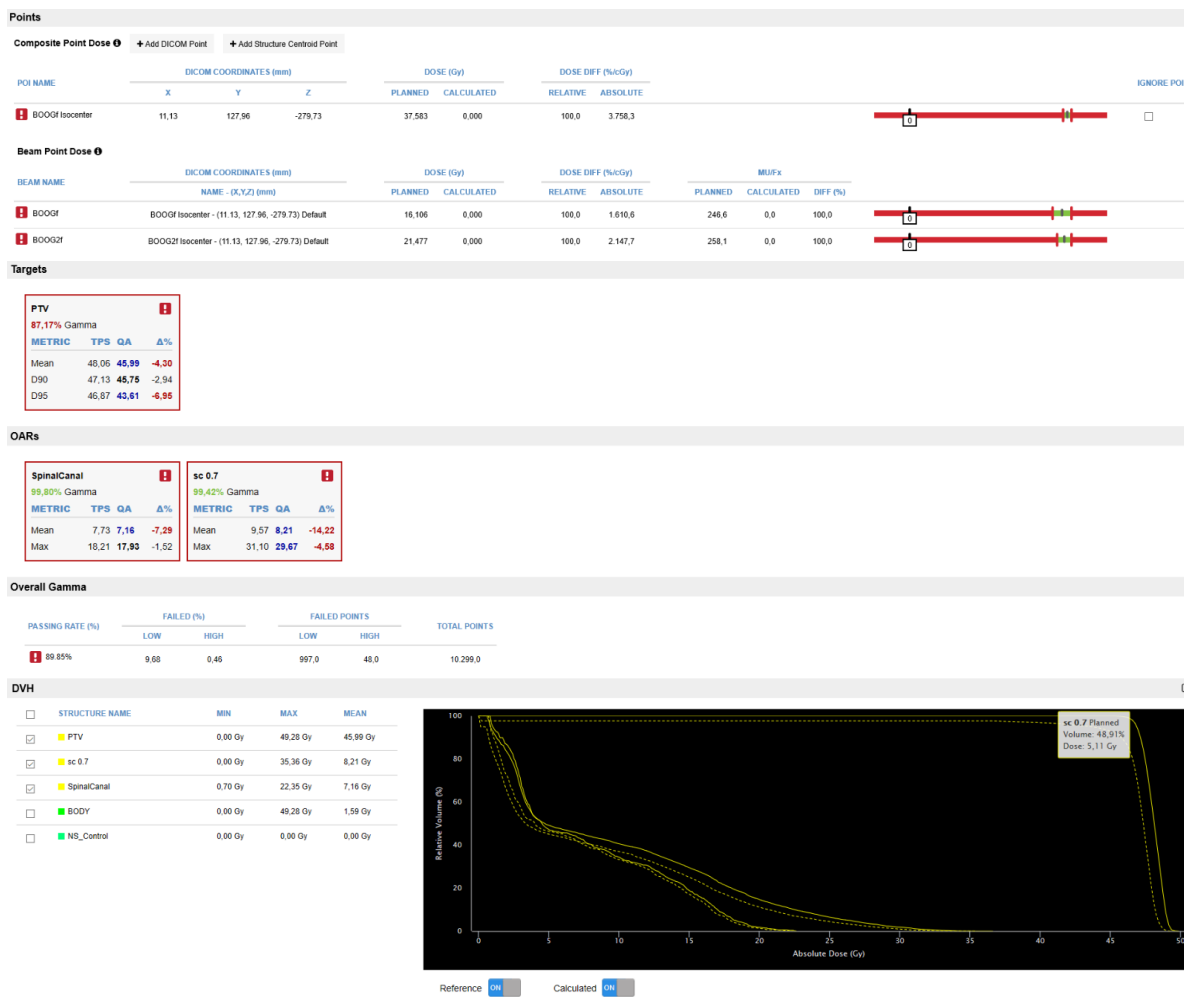 Points
Composite Point Dose + Add DICOM Point + Add Structure Centroid Point
POI NAME DICOM COORDINATES (mm) DOSE (Gy) DOSE DIFF (%/cGy) IGNORE POI
X Y Z PLANNED CALCULATED RELATIVE ABSOLUTE
BOOGf Isocenter 11,13 127,96 -279,73 37,583 0,000 100,0 3.758,3 0
Beam Point Dose
BEAM NAME DICOM COORDINATES (mm) DOSE (Gy) DOSE DIFF (%/cGy) MU/Fx
NAME - (X,Y,Z) (mm) PLANNED CALCULATED RELATIVE ABSOLUTE PLANNED CALCULATED DIFF (%)
BOOGf BOOGf Isocenter - (11.13, 127.96, -279.73) Default 16,106 0,000 100,0 1.610,6 246,6 0,0 100,0 0
BOOG2f BOOG2f Isocenter - (11.13, 127.96, -279.73) Default 21,477 0,000 100,0 2.147,7 258,1 0,0 100,0 0
Targets
PTV
87,17% Gamma
METRIC TPS QA Δ%
Mean 48,06 45,99 -4,30
D90 47,13 45,75 -2,94
D95 46,87 43,61 -6,95
OARs
SpinalCanal
99,80% Gamma
METRIC TPS QA Δ%
Mean 7,73 7,16 -7,29
Max 18,21 17,93 -1,52
sc 0.7
99,42% Gamma
METRIC TPS QA Δ%
Mean 9,57 8,21 -14,22
Max 31,10 29,67 -4,58
Overall Gamma
PASSING RATE (%) FAILED (%) FAILED POINTS TOTAL POINTS
LOW HIGH LOW HIGH
89.85% 9,68 0,46 997,0 48,0 10.299,0
DVH
STRUCTURE NAME MIN MAX MEAN
PTV 0,00 Gy 49,28 Gy 45,99 Gy
sc 0.7 0,00 Gy 35,36 Gy 8,21 Gy
SpinalCanal 0,70 Gy 22,35 Gy 7,16 Gy
BODY 0,00 Gy 49,28 Gy 1,59 Gy
NS_Control 0,00 Gy 0,00 Gy 0,00 Gy
100
80
60
40
20
0
Relative Volume (%)
sc 0.7 Planned
Volume: 48,91%
Dose: 5,11 Gy
0 5 10 15 20 25 30 35 40 45 50
Absolute Dose (Gy)
Reference ON Calculated ON